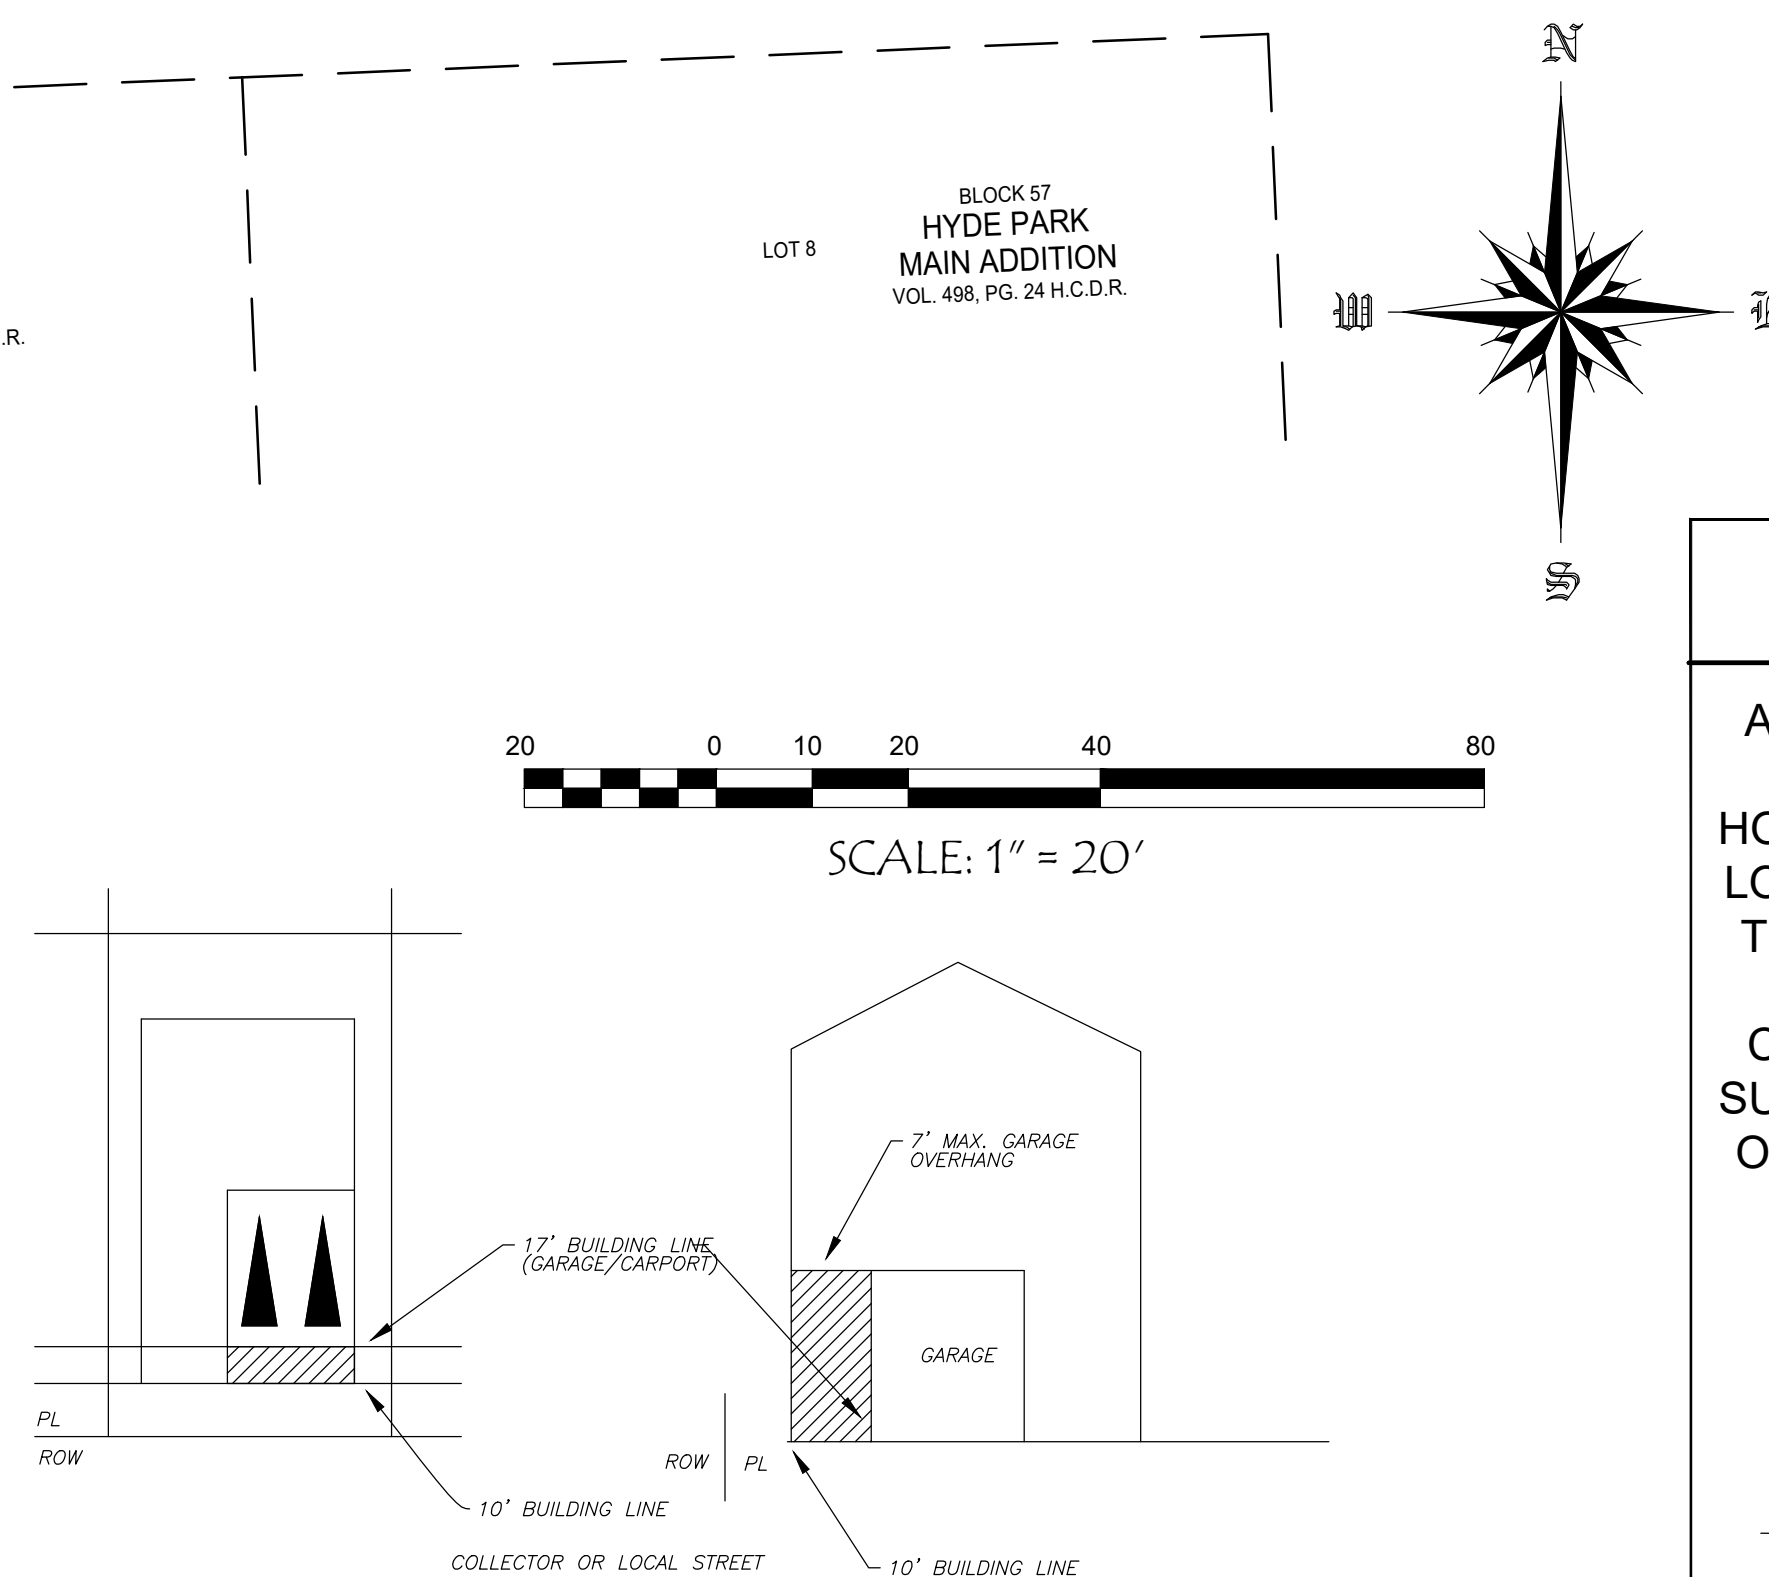 N
BLOCK 57
HYDE PARK
MAIN ADDITION
VOL. 498, PG. 24 H.C.D.R.
LOT 8
W
.R.
S
20 0 10 20 40 80
SCALE: 1" = 20'
7' MAX. GARAGE
OVERHANG
17' BUILDING LINE
(GARAGE/CARPORT)
GARAGE
PL
ROW
ROW PL
10' BUILDING LINE
COLLECTOR OR LOCAL STREET
10' BUILDING LINE
A
HO
LO
T
SU